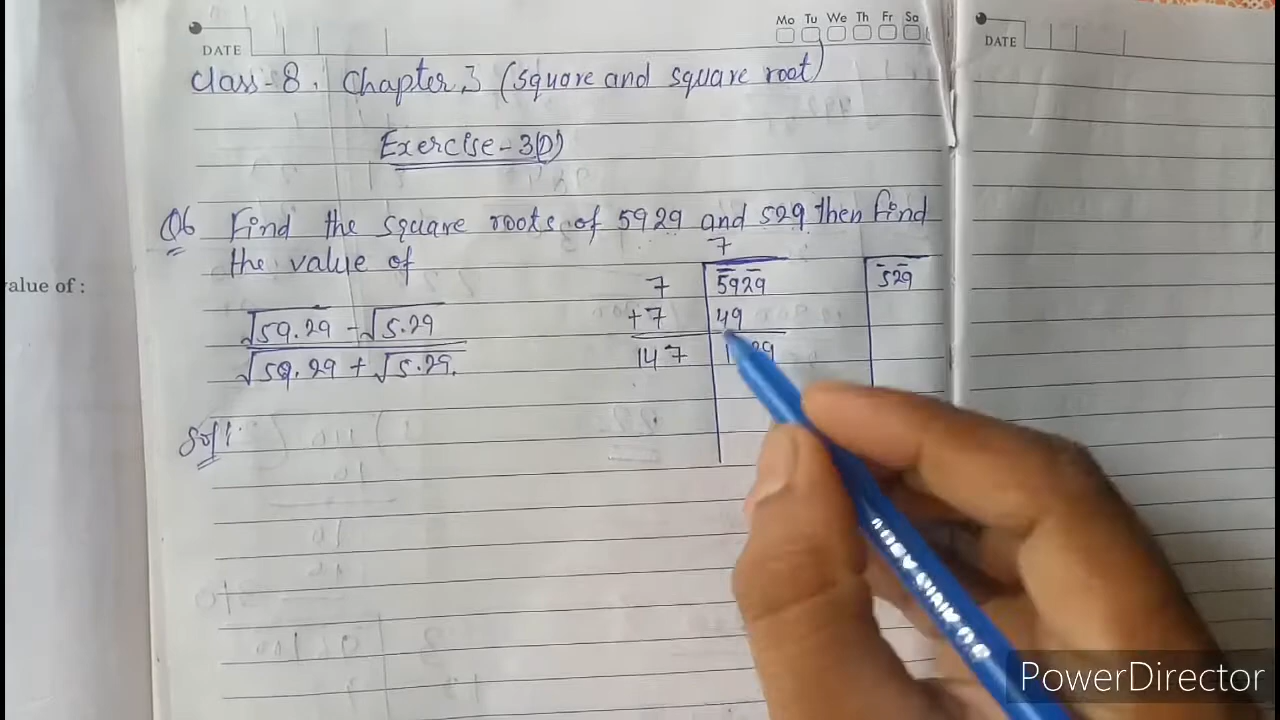 Mo Tu We Th Fr Sa
DATE
DATE
Class-8. Chapter.3 (square and square root)
Exercise-3(D)
Q6 Find the square roots of 5929 and 529 then find
the value of
alue of :
√59.29 - √5.29
√59.29 + √5.29.
Sol^n:
7
7 5929
+7 49
147
529
PowerDirector